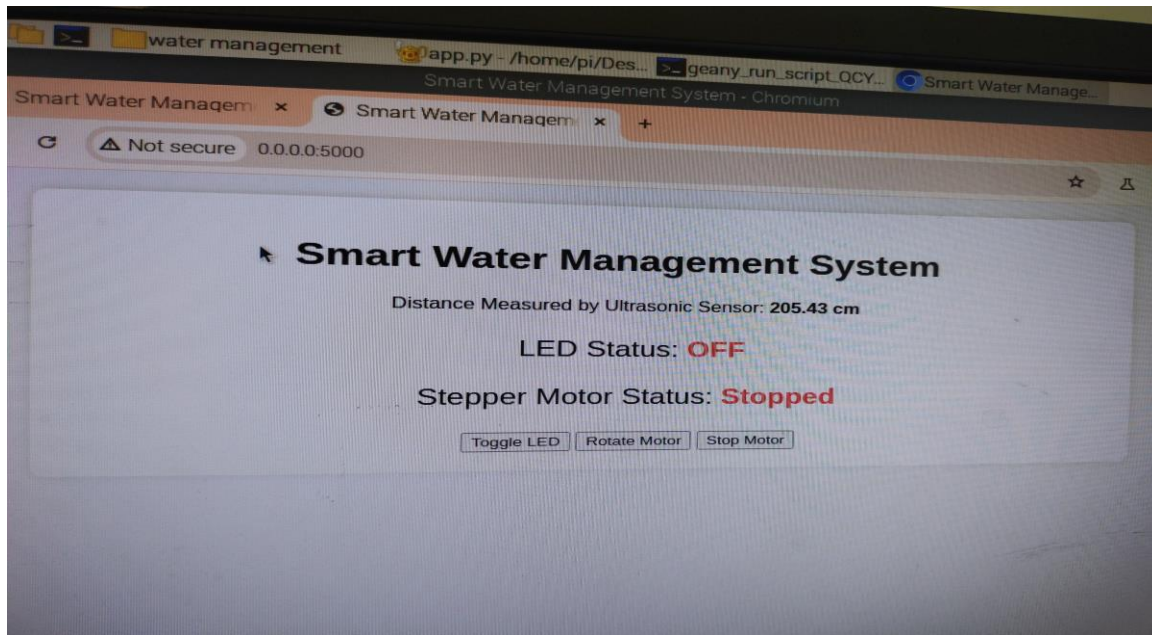 water management app.py - /home/pi/Des... geany_run_script_QCY... Smart Water Manage...
Smart Water Management System - Chromium
Smart Water Managem Smart Water Managem
Not secure 0.0.0.0:5000
Smart Water Management System
Distance Measured by Ultrasonic Sensor: 205.43 cm
LED Status: OFF
Stepper Motor Status: Stopped
Toggle LED Rotate Motor Stop Motor